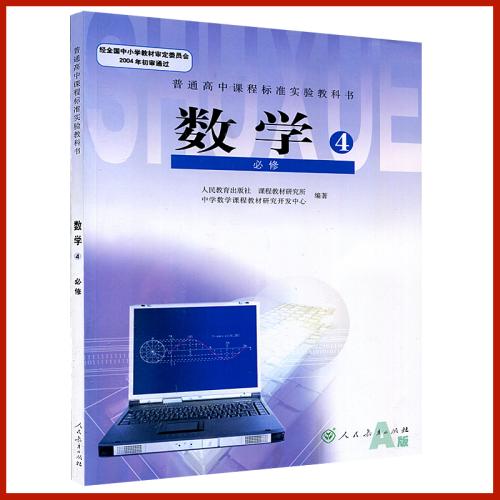 SHUXUE
经全国中小学教材审定委员会
2004年初审通过
普通高中课程标准实验教科书
数学 4
必修
人民教育出版社 课程教材研究所
中学数学课程教材研究开发中心
编著
普通高中课程标准实验教科书
数学 4 必修
人民教育出版社
A版